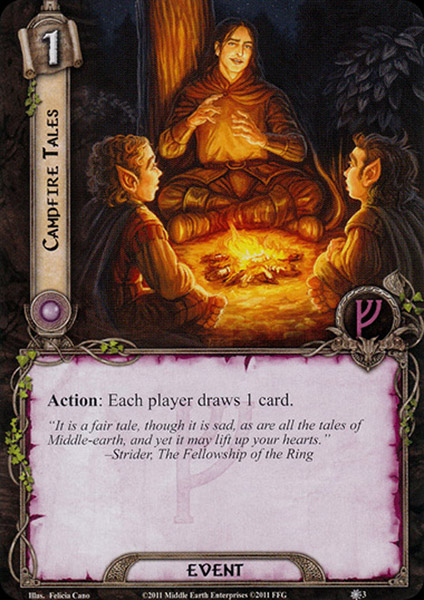 1
CAMPFIRE TALES
Action: Each player draws 1 card.
“It is a fair tale, though it is sad, as are all the tales of
Middle-earth, and yet it may lift up your hearts.”
–Strider, The Fellowship of the Ring
EVENT
Illus. Felicia Cano ©2011 Middle Earth Enterprises ©2011 FFG 3